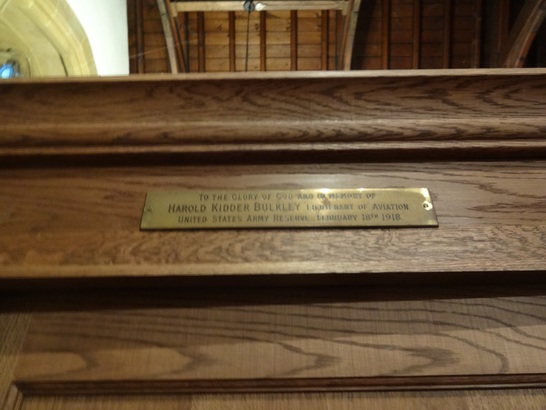 TO THE GLORY OF GOD AND IN MEMORY OF
HAROLD KIDDER BULKLEY LIEUTENANT OF AVIATION
UNITED STATES ARMY RESERVE. 18TH 1918.